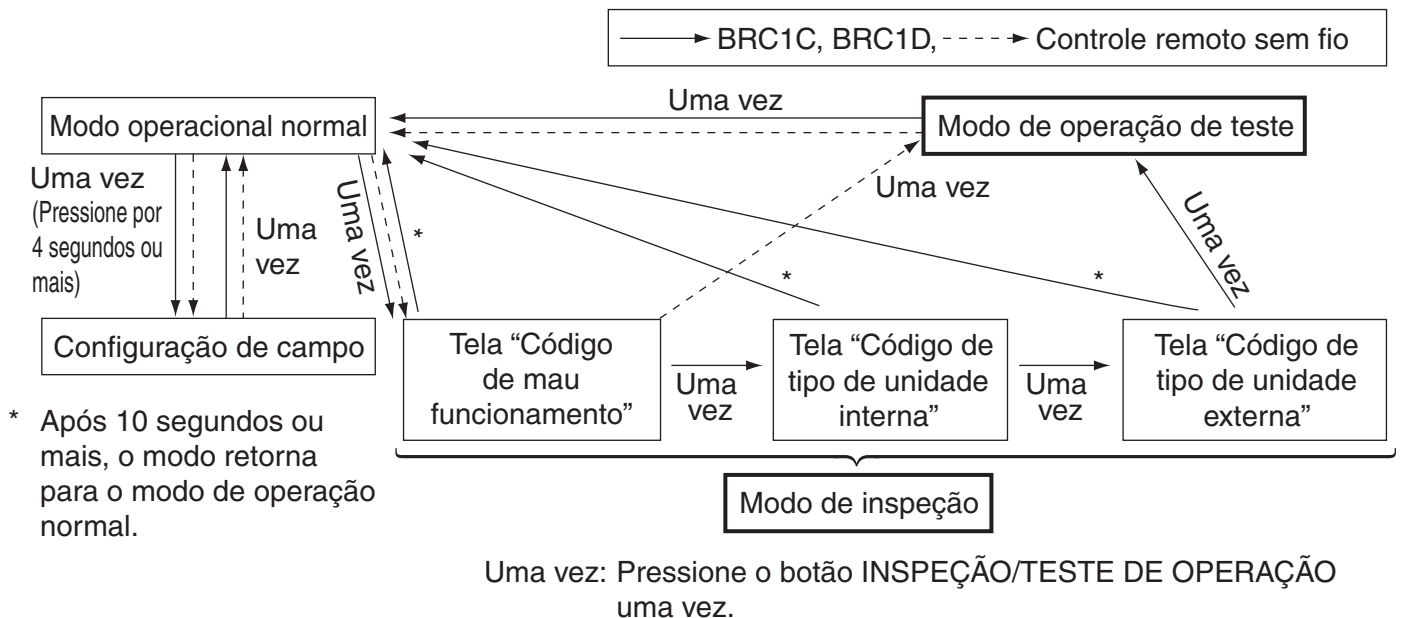 BRC1C, BRC1D, Controle remoto sem fio
Uma vez
Modo operacional normal
Modo de operação de teste
Uma vez
(Pressione por
4 segundos ou
mais)
Uma
vez
Uma vez
*
Uma vez
*
*
Uma vez
Configuração de campo
Tela “Código
de mau
funcionamento”
Uma
vez
Tela “Código de
tipo de unidade
interna”
Uma
vez
Tela “Código de
tipo de unidade
externa”
* Após 10 segundos ou
mais, o modo retorna
para o modo de operação
normal.
Modo de inspeção
Uma vez: Pressione o botão INSPEÇÃO/TESTE DE OPERAÇÃO
uma vez.